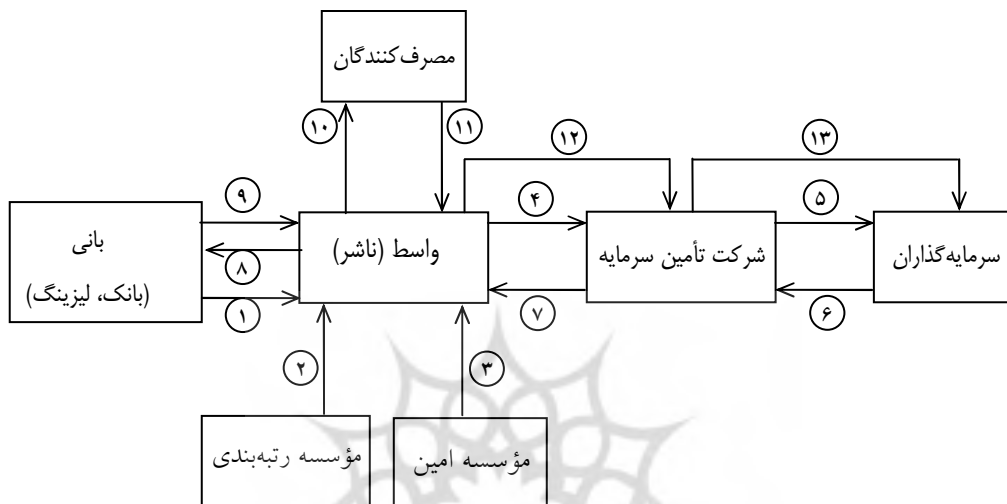 مصرف‌کنندگان
۱۰
۱۱
۱۲
۱۳
۹
۴
۵
بانی
(بانک، لیزینگ)
واسط (ناشر)
شرکت تأمین سرمایه
سرمایه‌گذاران
۸
۱
۷
۶
۲
۳
مؤسسه رتبه‌بندی
مؤسسه امین